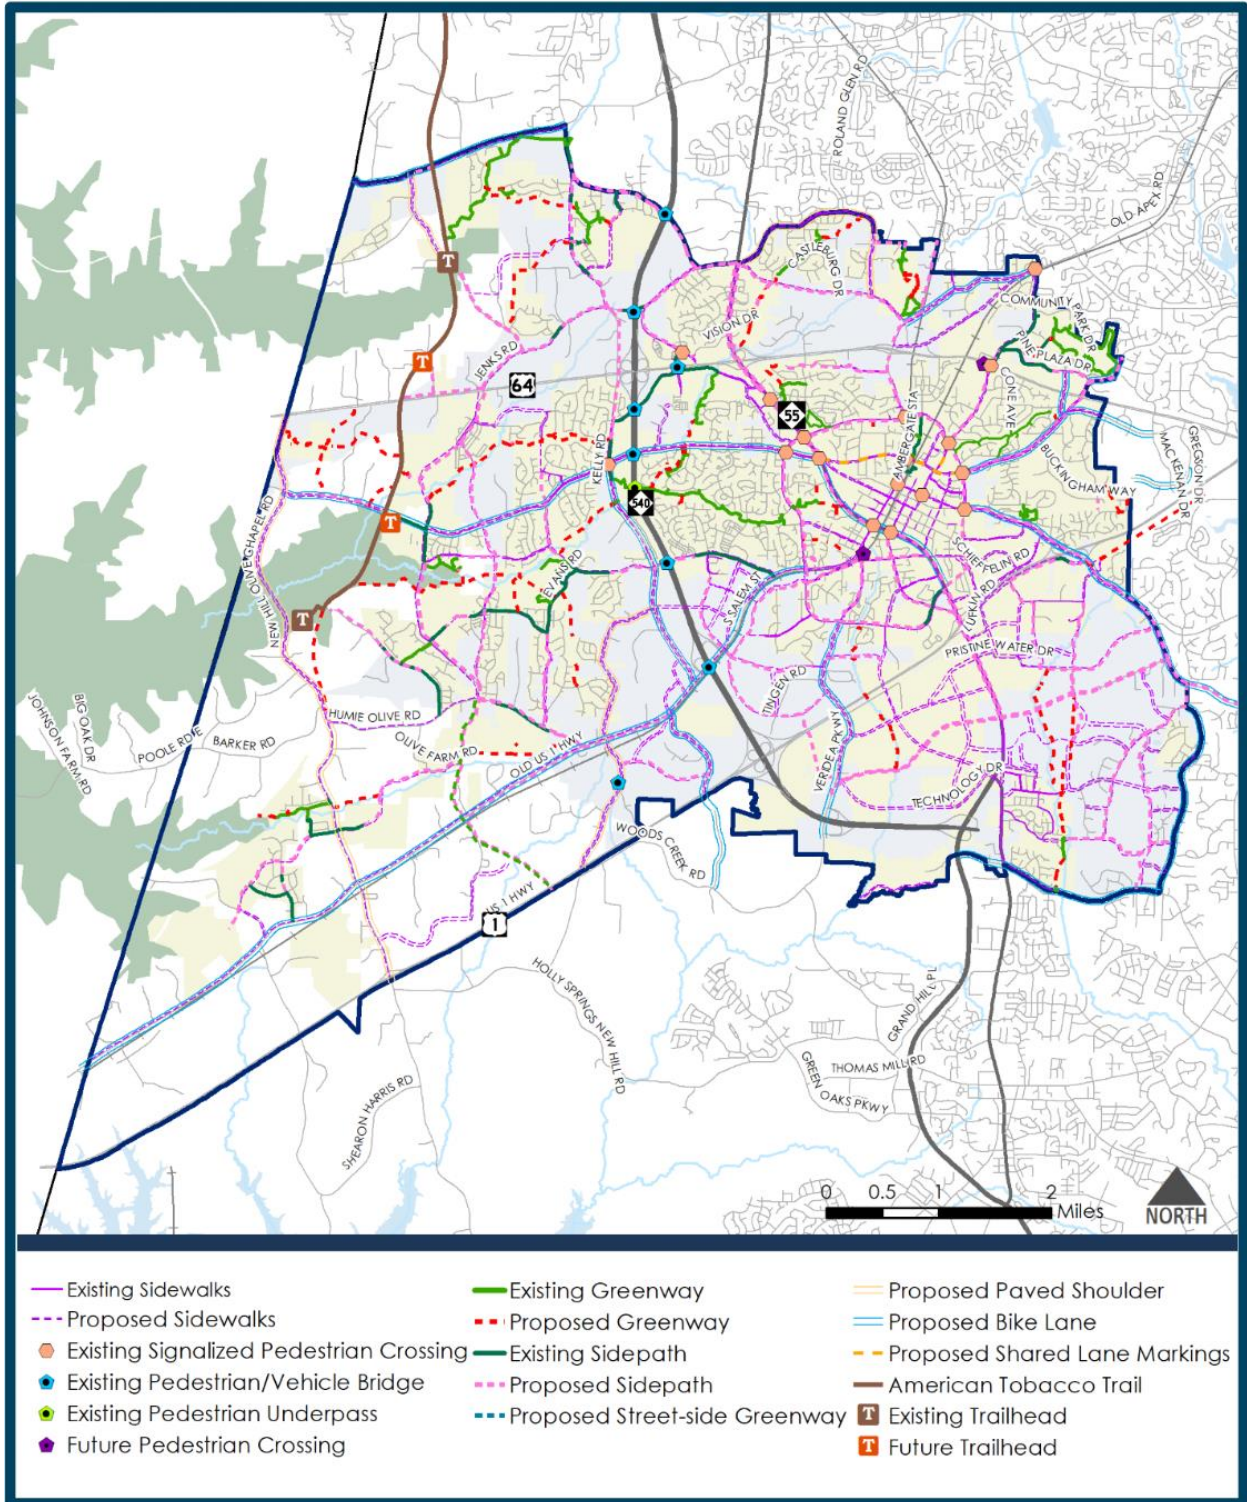 ROLAND GLEN RD
OLD APEX RD
CASTLEBURG DR
T
COMMUNITY PARK DR
VISION DR
PINE PLAZA DR
T
JENKS RD
64
CONE AVE
55
AMBERGATE STA
KELLY RD
GREGSON DR
MACKENAN DR
BUCKINGHAM WAY
540
NEW HILL OLIVE CHAPEL RD
T
SCHIEFFELIN RD
EVANS RD
S SALEM ST
LUFKIN RD
T
PRISTINE WATER DR
TINGEN RD
JOHNSON FARM RD
BIG OAK DR
POOLE RD E
BARKER RD
HUMIE OLIVE RD
OLIVE FARM RD
OLD US 1 HWY
VERIDEA PKWY
TECHNOLOGY DR
WOODS CREEK RD
US 1 HWY
1
HOLLY SPRINGS NEW HILL RD
GRAND HILL PL
THOMAS MILL RD
GREEN OAKS PKWY
SHEARON HARRIS RD
0 0.5 1 2
Miles
NORTH
Existing Sidewalks
Proposed Sidewalks
Existing Signalized Pedestrian Crossing
Existing Pedestrian/Vehicle Bridge
Existing Pedestrian Underpass
Future Pedestrian Crossing
Existing Greenway
Proposed Greenway
Existing Sidepath
Proposed Sidepath
Proposed Street-side Greenway
Proposed Paved Shoulder
Proposed Bike Lane
Proposed Shared Lane Markings
American Tobacco Trail
T Existing Trailhead
T Future Trailhead